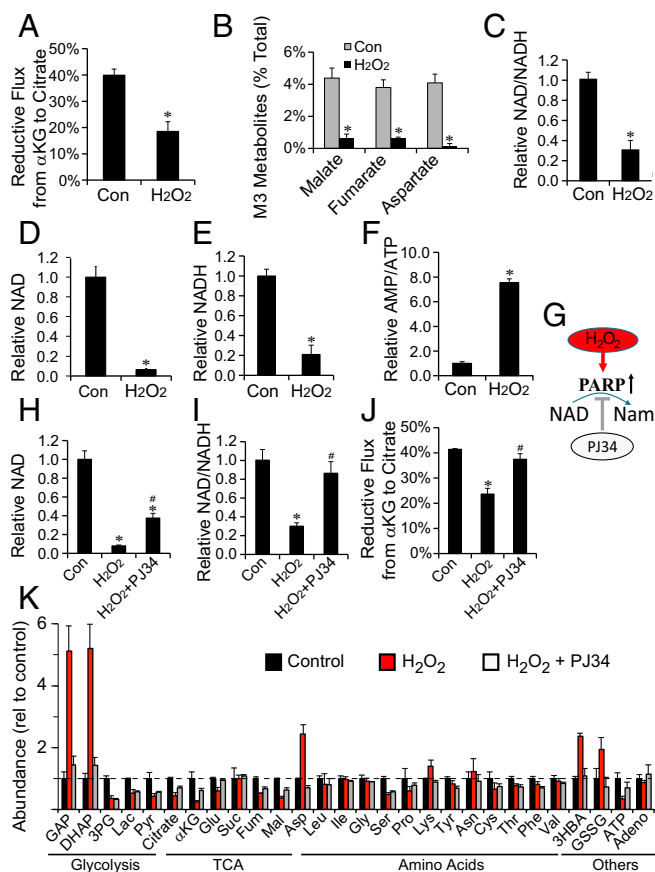 A
Reductive Flux
from αKG to Citrate
50%
40%
30%
20%
10%
0%
*
Con
H2O2
B
M3 Metabolites (% Total)
6%
4%
2%
0%
Con
H2O2
*
*
*
Malate
Fumarate
Aspartate
C
Relative NAD/NADH
1.2
1.0
0.8
0.6
0.4
0.2
0.0
*
Con
H2O2
D
Relative NAD
1.2
1.0
0.8
0.6
0.4
0.2
0.0
*
Con
H2O2
E
Relative NADH
1.2
1.0
0.8
0.6
0.4
0.2
0.0
*
Con
H2O2
F
Relative AMP/ATP
10.0
8.0
6.0
4.0
2.0
0.0
*
Con
H2O2
G
H2O2
PARP
NAD
Nam
PJ34
H
Relative NAD
1.2
1.0
0.8
0.6
0.4
0.2
0.0
*
#
*
Con
H2O2
H2O2+PJ34
I
Relative NAD/NADH
1.2
1.0
0.8
0.6
0.4
0.2
0.0
*
#
Con
H2O2
H2O2+PJ34
J
Reductive Flux
from αKG to Citrate
50%
40%
30%
20%
10%
0%
*
#
Con
H2O2
H2O2+PJ34
K
Abundance (rel to control)
6
4
2
Control
H2O2
H2O2 + PJ34
GAP
DHAP
3PG
Lac
Pyr
Citrate
αKG
Glu
Suc
Fum
Mal
Asp
Leu
Ile
Gly
Ser
Pro
Lys
Tyr
Asn
Cys
Thr
Phe
Val
3HBA
GSSG
ATP
Adeno
Glycolysis
TCA
Amino Acids
Others